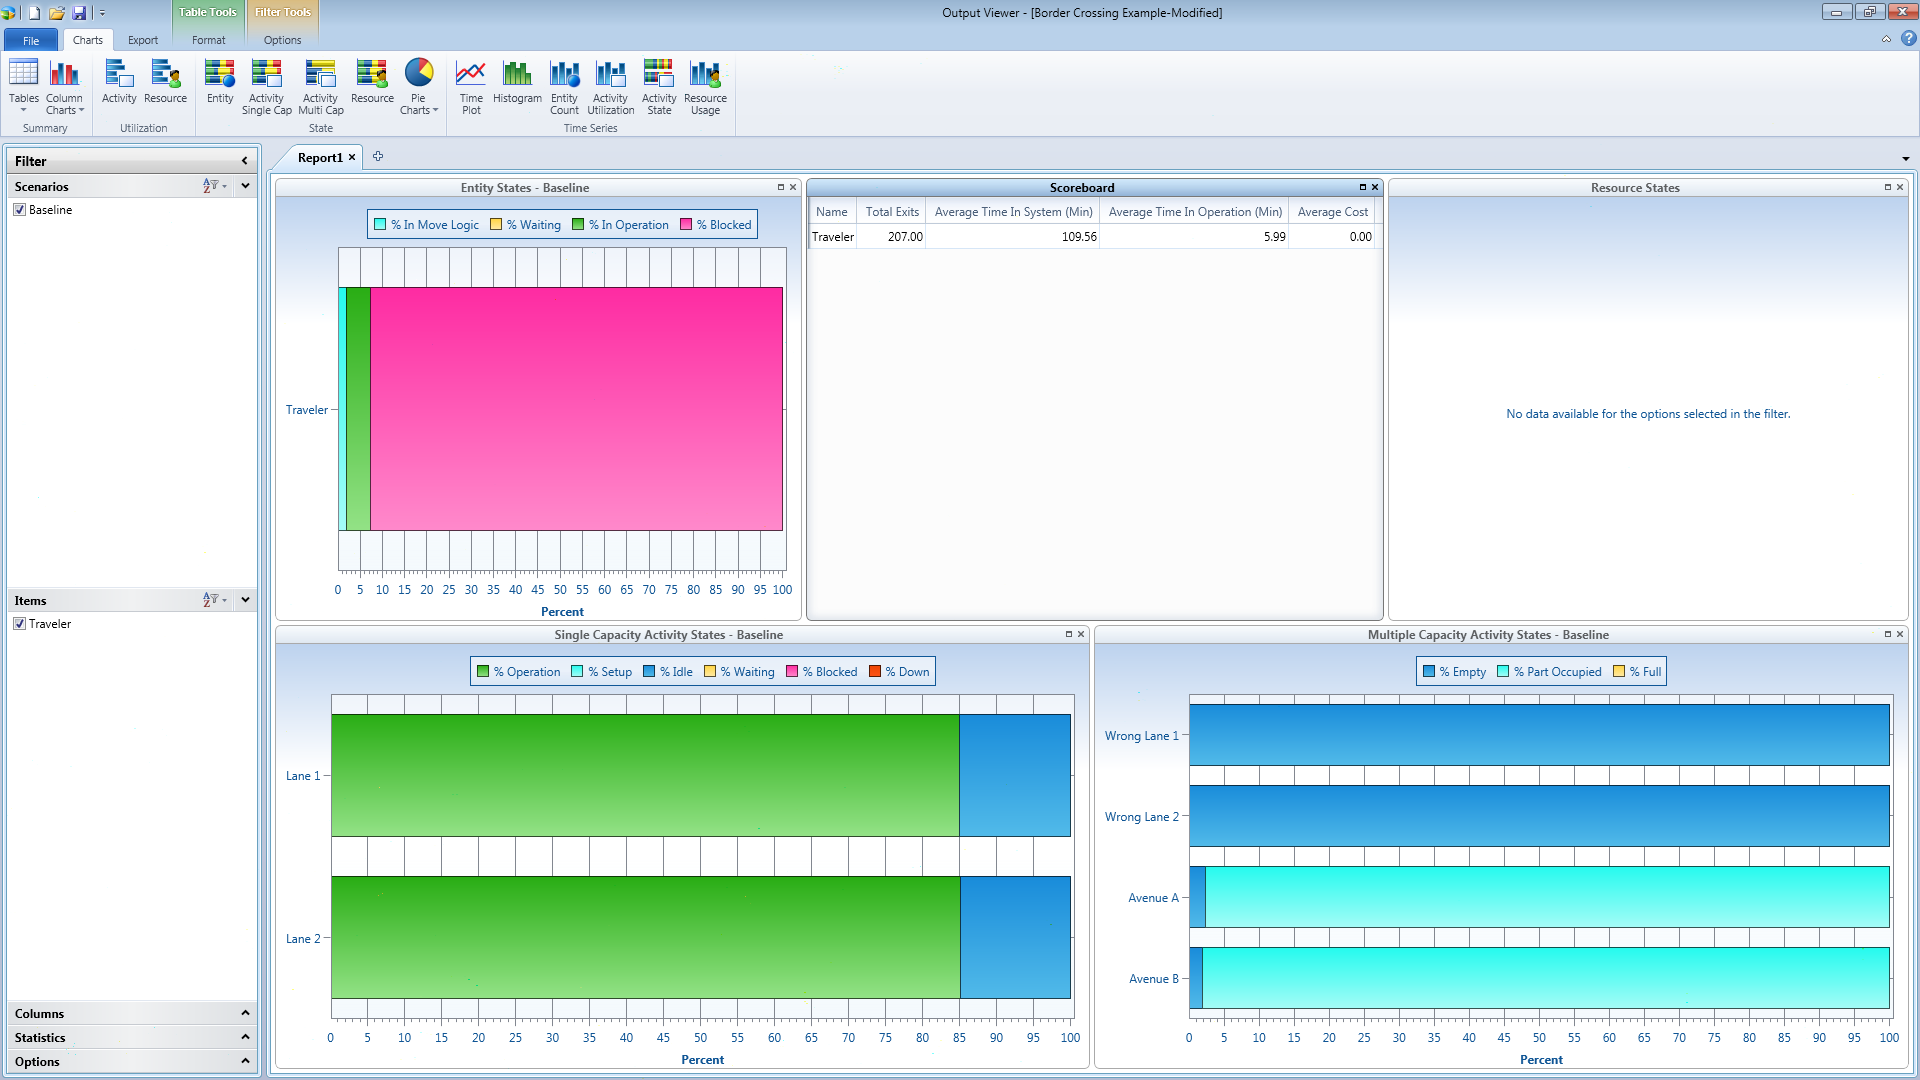 Table Tools
Filter Tools
Output Viewer - [Border Crossing Example-Modified]
File
Charts
Export
Format
Options
Tables
Column Charts
Activity
Resource
Entity
Activity Single Cap
Activity Multi Cap
Resource
Pie Charts
Time Plot
Histogram
Entity Count
Activity Utilization
Activity State
Resource Usage
Summary
Utilization
State
Time Series
Filter
Scenarios
Baseline
Items
Traveler
Columns
Statistics
Options
Report1
Entity States - Baseline
% In Move Logic
% Waiting
% In Operation
% Blocked
Traveler
0 5 10 15 20 25 30 35 40 45 50 55 60 65 70 75 80 85 90 95 100
Percent
Scoreboard
Name Total Exits Average Time In System (Min) Average Time In Operation (Min) Average Cost
Traveler 207.00 109.56 5.99 0.00
Resource States
No data available for the options selected in the filter.
Single Capacity Activity States - Baseline
% Operation
% Setup
% Idle
% Waiting
% Blocked
% Down
Lane 1
Lane 2
0 5 10 15 20 25 30 35 40 45 50 55 60 65 70 75 80 85 90 95 100
Percent
Multiple Capacity Activity States - Baseline
% Empty
% Part Occupied
% Full
Wrong Lane 1
Wrong Lane 2
Avenue A
Avenue B
0 5 10 15 20 25 30 35 40 45 50 55 60 65 70 75 80 85 90 95 100
Percent